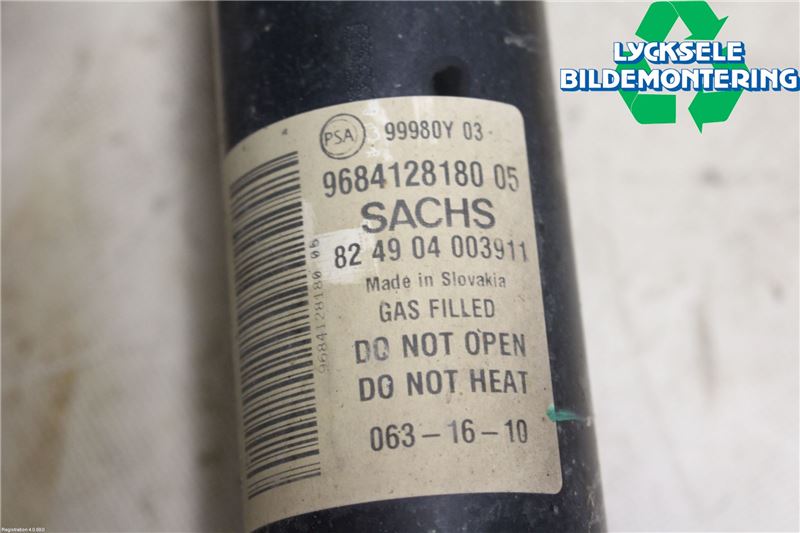 LYCKSELE
BILDEMONTERING
PSA 99980Y 03
9684128180 05
SACHS
82 49 04 003911
Made in Slovakia
GAS FILLED
DO NOT OPEN
DO NOT HEAT
063-16-10
9684128180 05